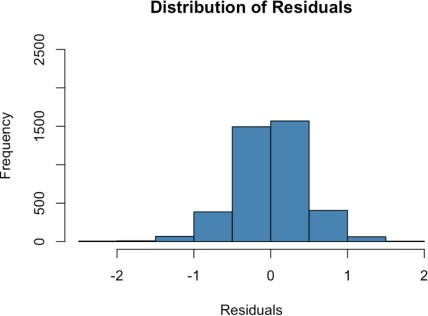 Distribution of Residuals
2500
1500
500
0
Frequency
-2 -1 0 1 2
Residuals